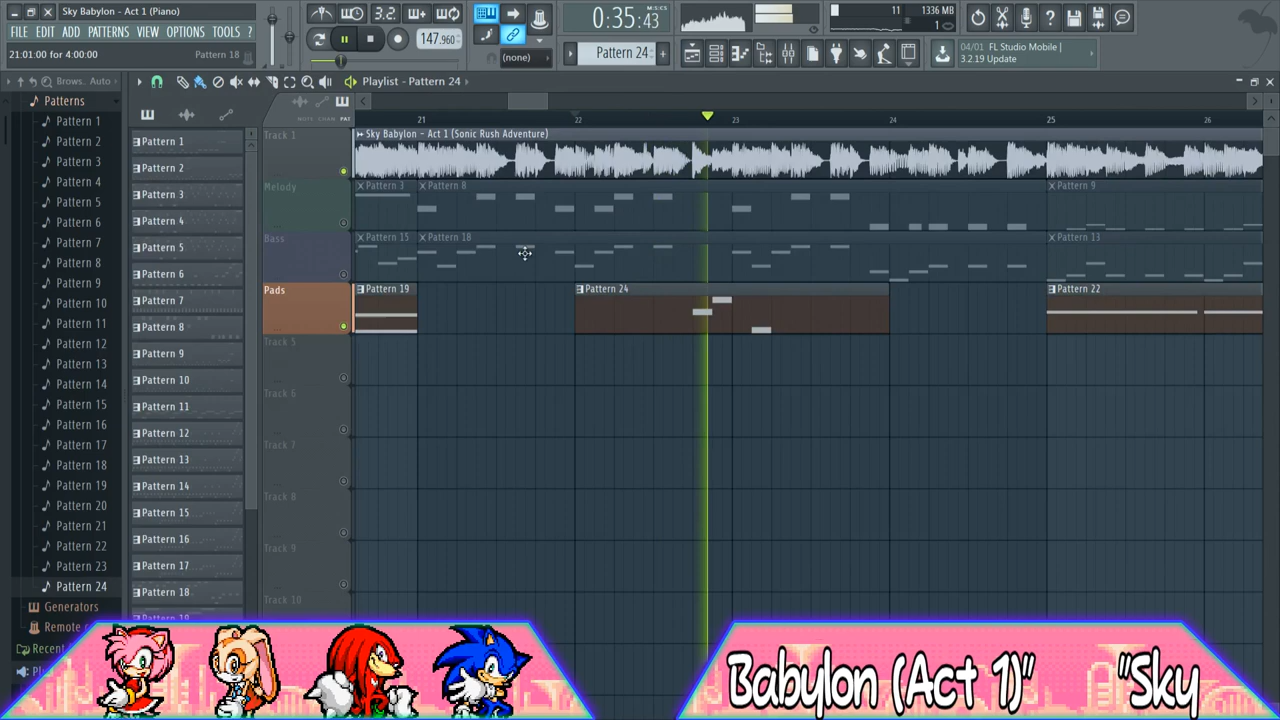 Sky Babylon - Act 1 (Piano)
FILE EDIT ADD PATTERNS VIEW OPTIONS TOOLS ?
21:01:00 for 4:00:00 Pattern 18
3.2
147.960
0:35:43
M:S:CS
(none)
Pattern 24
11
1336 MB
1
04/01 FL Studio Mobile |
3.2.19 Update
Brows.. Auto
Playlist - Pattern 24
Patterns
Pattern 1
Pattern 2
Pattern 3
Pattern 4
Pattern 5
Pattern 6
Pattern 7
Pattern 8
Pattern 9
Pattern 10
Pattern 11
Pattern 12
Pattern 13
Pattern 14
Pattern 15
Pattern 16
Pattern 17
Pattern 18
Pattern 19
Pattern 20
Pattern 21
Pattern 22
Pattern 23
Pattern 24
Generators
Remote
Recent
Pattern 1
Pattern 2
Pattern 3
Pattern 4
Pattern 5
Pattern 6
Pattern 7
Pattern 8
Pattern 9
Pattern 10
Pattern 11
Pattern 12
Pattern 13
Pattern 14
Pattern 15
Pattern 16
Pattern 17
Pattern 18
Pattern 19
NOTE CHAN PAT
21 22 23 24 25 26
Track 1
Sky Babylon - Act 1 (Sonic Rush Adventure)
Melody
Pattern 3 Pattern 8 Pattern 9
Bass
Pattern 15 Pattern 18 Pattern 13
Pads
Pattern 19 Pattern 24 Pattern 22
Track 5
Track 6
Track 7
Track 8
Track 9
Track 10
Babylon (Act 1)" "Sky